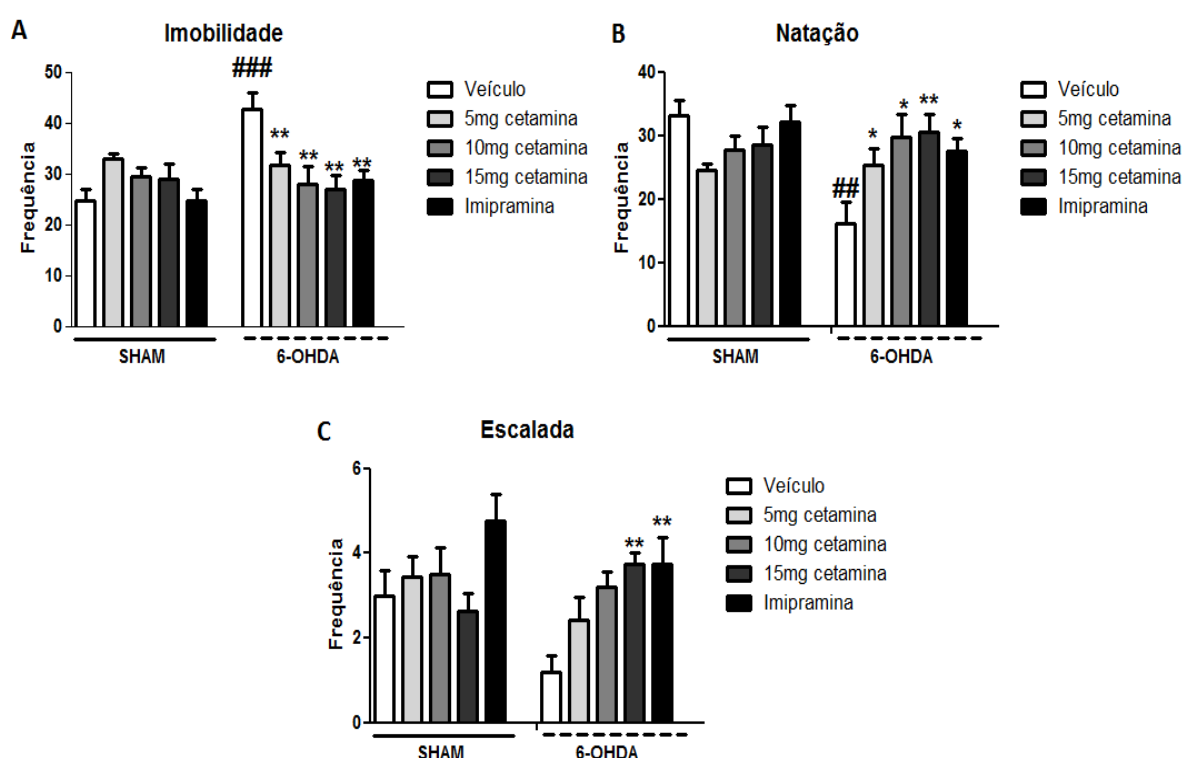 A
Imobilidade
Frequência
50
40
30
20
10
0
###
**
**
**
**
SHAM
6-OHDA
Veículo
5mg cetamina
10mg cetamina
15mg cetamina
Imipramina
B
Natação
Frequência
40
30
20
10
0
##
*
*
**
*
SHAM
6-OHDA
Veículo
5mg cetamina
10mg cetamina
15mg cetamina
Imipramina
C
Escalada
Frequência
6
4
2
0
**
**
SHAM
6-OHDA
Veículo
5mg cetamina
10mg cetamina
15mg cetamina
Imipramina